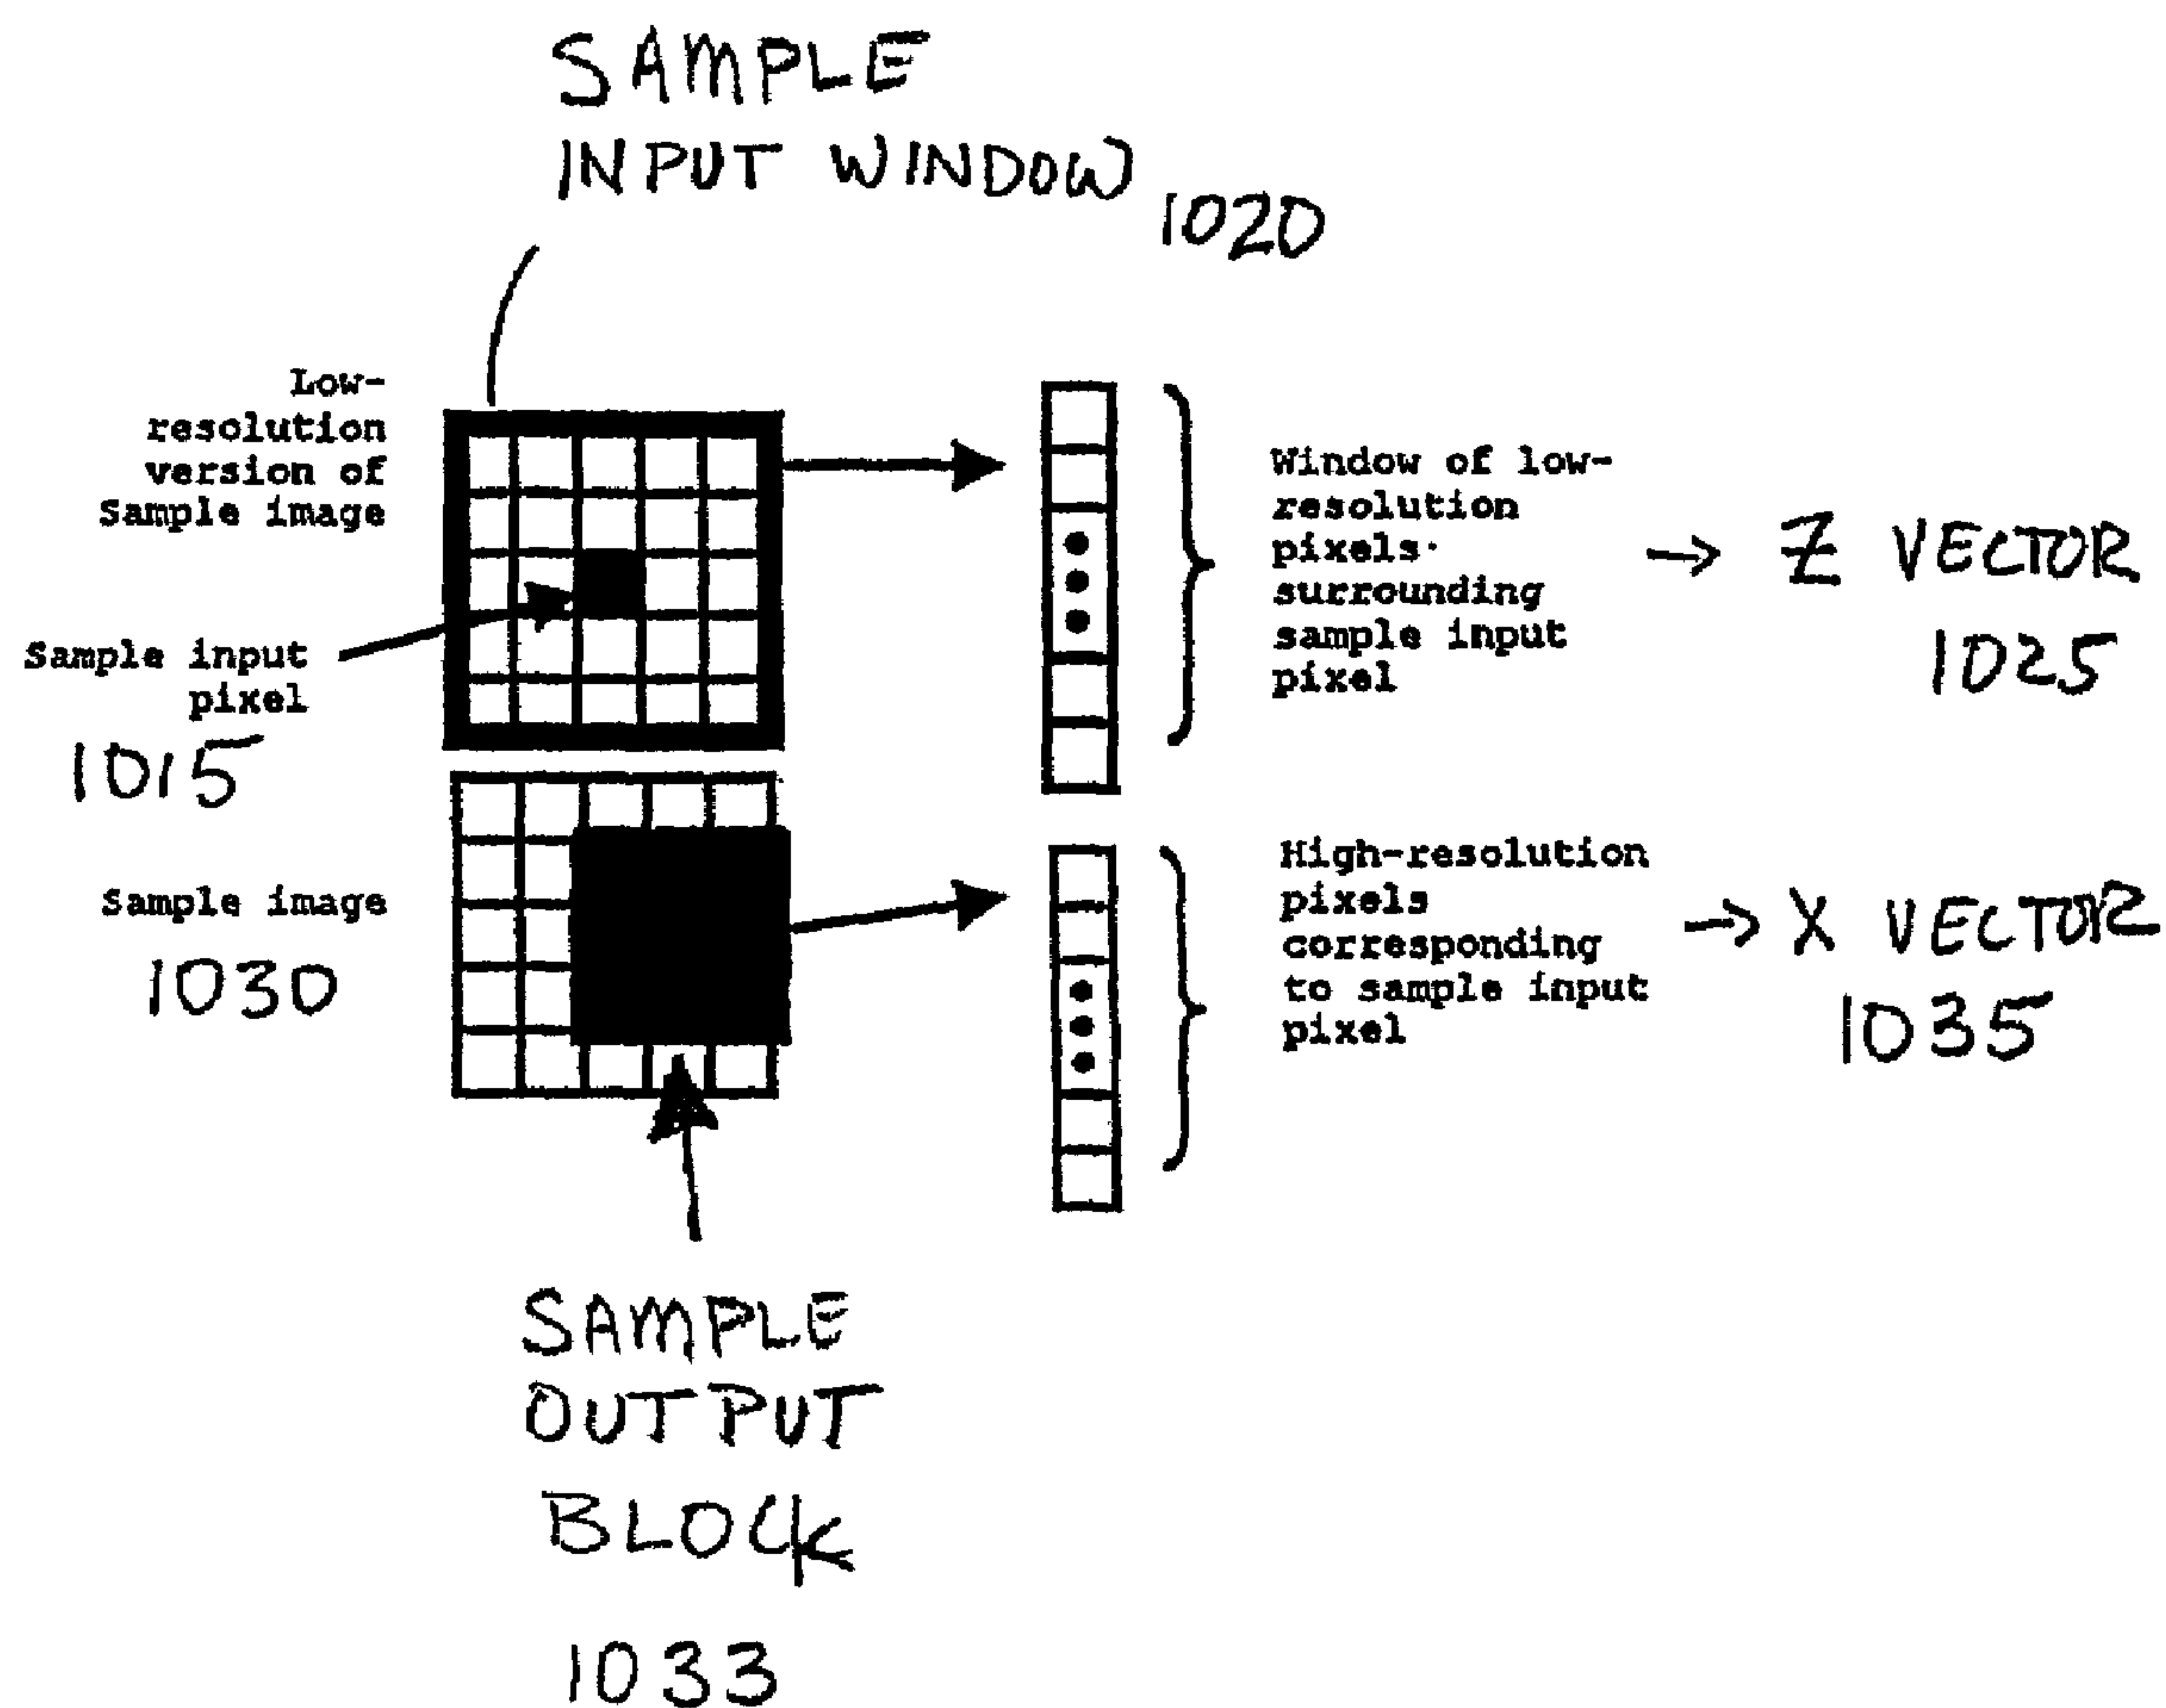 SAMPLE
INPUT WINDOW
1020
Low-
resolution
version of
Sample image
Sample input
pixel
1015
Window of low-
resolution
pixels
surrounding
sample input
pixel
→ Z VECTOR
1025
Sample image
1030
High-resolution
pixels
corresponding
to sample input
pixel
→ X VECTOR
1035
SAMPLE
OUTPUT
BLOCK
1033